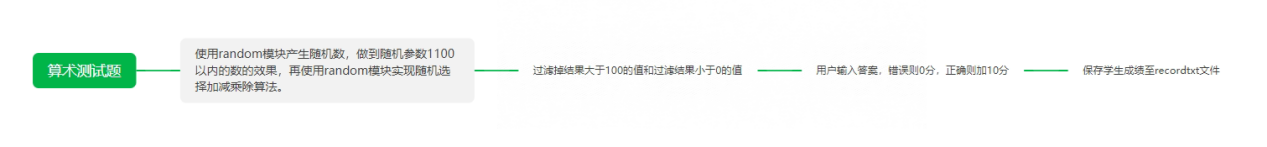 算术测试题
使用random模块产生随机数，做到随机参数1100
以内的数的效果，再使用random模块实现随机选
择加减乘除算法。
过滤掉结果大于100的值和过滤结果小于0的值
用户输入答案，错误则0分，正确则加10分
保存学生成绩至recordtxt文件